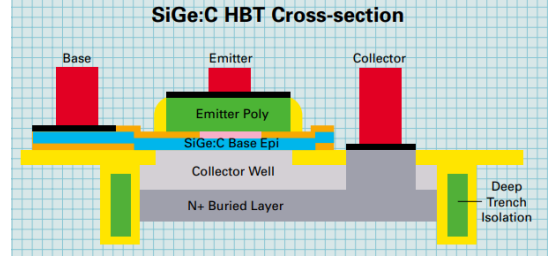 SiGe:C HBT Cross-section
Base
Emitter
Collector
Emitter Poly
SiGe:C Base Epi
Collector Well
N+ Buried Layer
Deep
Trench
Isolation